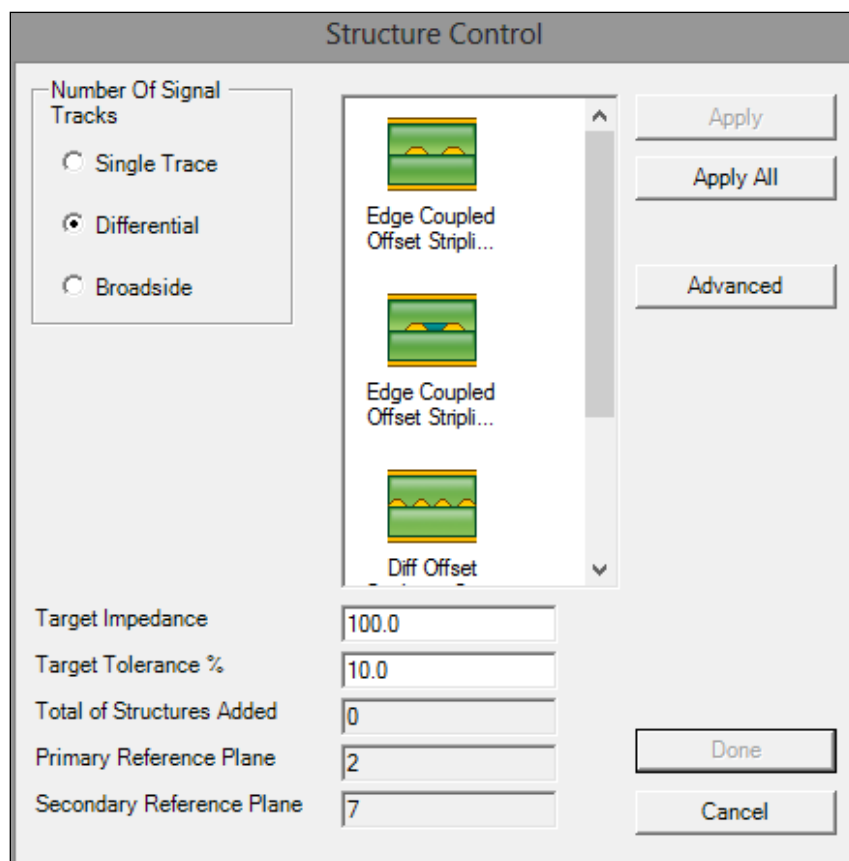 Structure Control
Number Of Signal
Tracks
Single Trace
Differential
Broadside
Edge Coupled
Offset Stripli...
Edge Coupled
Offset Stripli...
Diff Offset
Apply
Apply All
Advanced
Target Impedance
100.0
Target Tolerance %
10.0
Total of Structures Added
0
Primary Reference Plane
2
Secondary Reference Plane
7
Done
Cancel